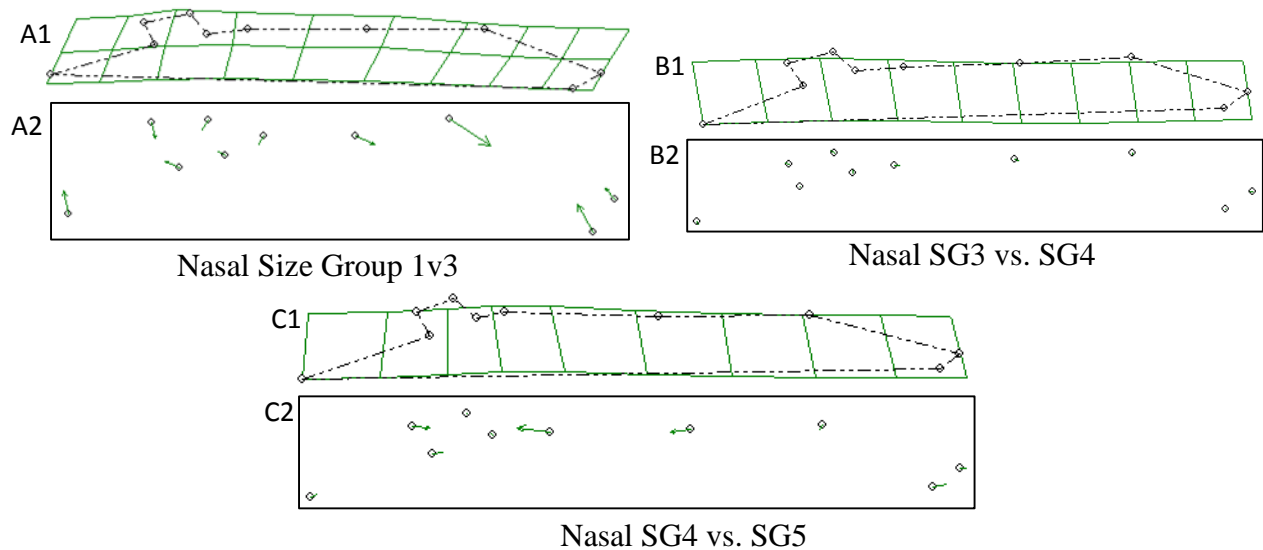 A1
A2
Nasal Size Group 1v3
B1
B2
Nasal SG3 vs. SG4
C1
C2
Nasal SG4 vs. SG5